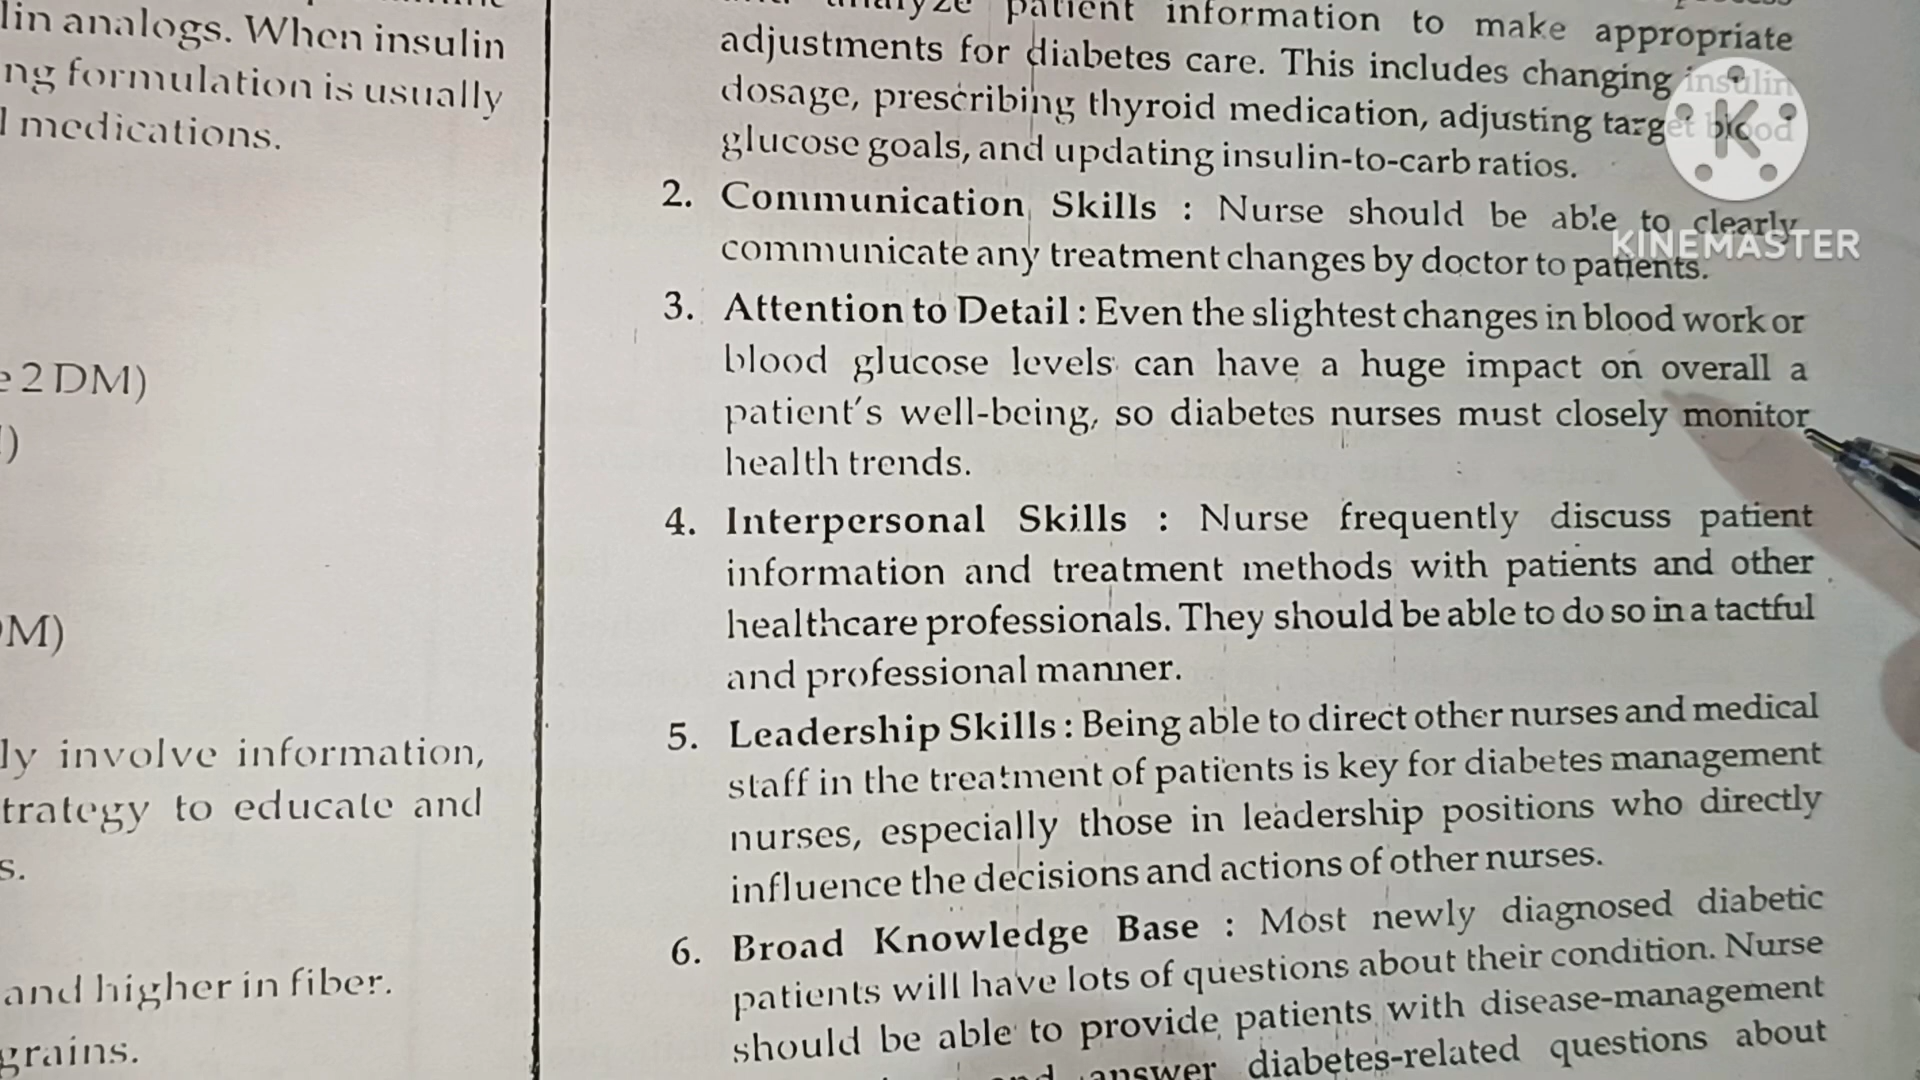 lin analogs. When insulin
ng formulation is usually
l medications.
e 2 DM)
)
M)
ly involve information,
trategy to educate and
s.
and higher in fiber.
grains.
analyze patient information to make appropriate
adjustments for diabetes care. This includes changing insulin
dosage, prescribing thyroid medication, adjusting target blood
glucose goals, and updating insulin-to-carb ratios.
2. Communication Skills : Nurse should be able to clearly
communicate any treatment changes by doctor to patients.
3. Attention to Detail : Even the slightest changes in blood work or
blood glucose levels can have a huge impact on overall a
patient's well-being, so diabetes nurses must closely monitor
health trends.
4. Interpersonal Skills : Nurse frequently discuss patient
information and treatment methods with patients and other
healthcare professionals. They should be able to do so in a tactful
and professional manner.
5. Leadership Skills : Being able to direct other nurses and medical
staff in the treatment of patients is key for diabetes management
nurses, especially those in leadership positions who directly
influence the decisions and actions of other nurses.
6. Broad Knowledge Base : Most newly diagnosed diabetic
patients will have lots of questions about their condition. Nurse
should be able to provide patients with disease-management
and answer diabetes-related questions about
K
KINEMASTER